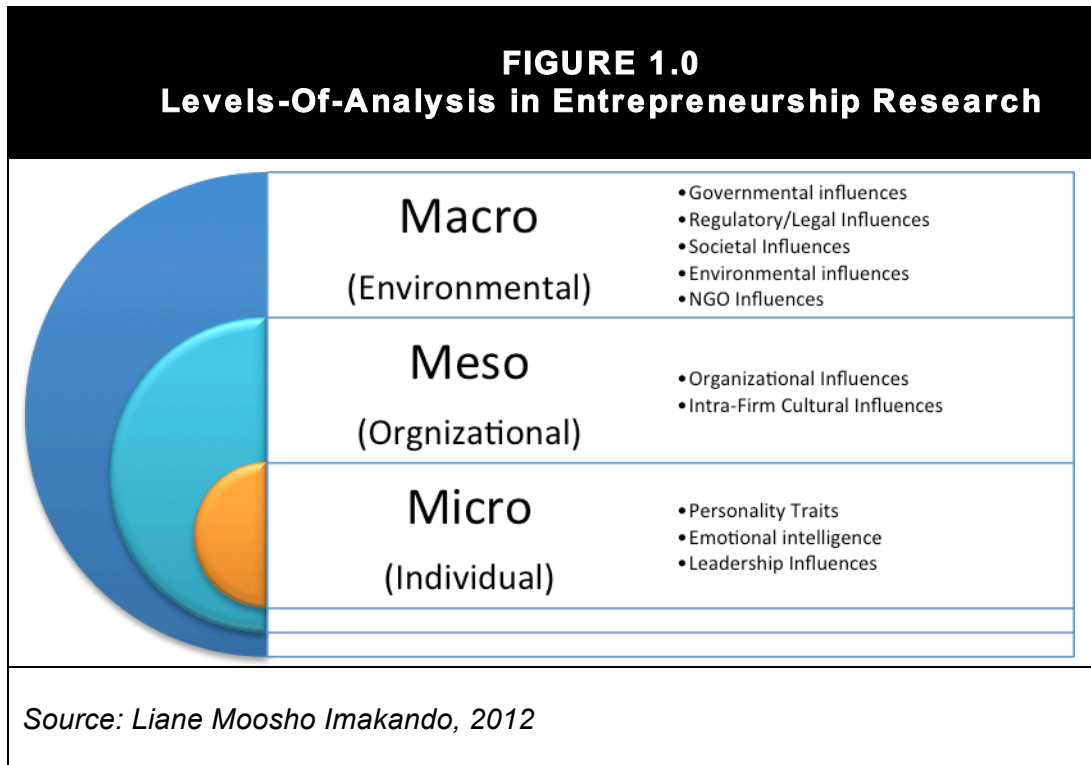 FIGURE 1.0
Levels-Of-Analysis in Entrepreneurship Research
Macro
(Environmental)
•Governmental influences
•Regulatory/Legal Influences
•Societal Influences
•Environmental influences
•NGO Influences
Meso
(Orgnizational)
•Organizational Influences
•Intra-Firm Cultural Influences
Micro
(Individual)
•Personality Traits
•Emotional intelligence
•Leadership Influences
Source: Liane Moosho Imakando, 2012